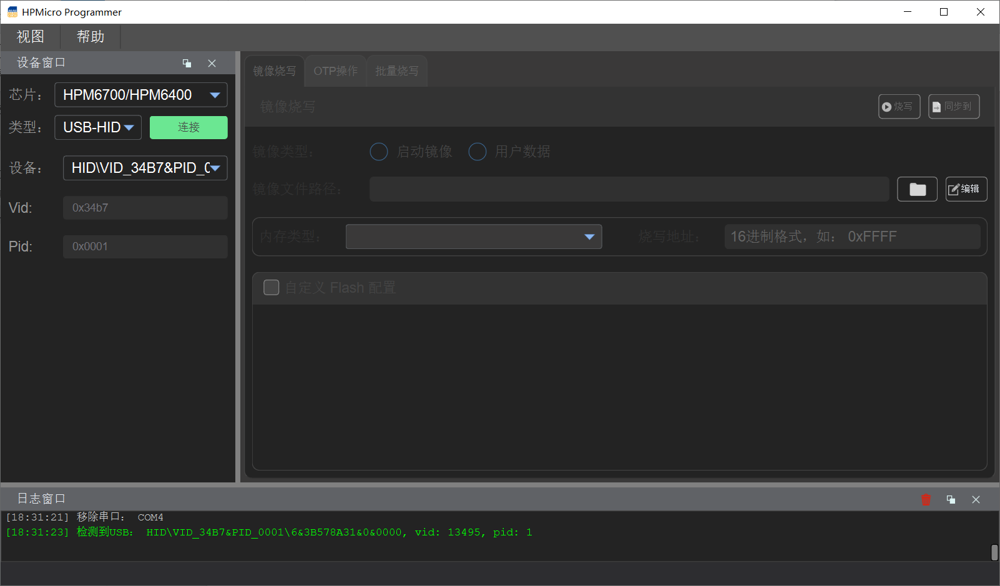 HPMicro Programmer
视图 帮助
设备窗口
芯片： HPM6700/HPM6400
类型： USB-HID 连接
设备： HID\VID_34B7&PID_0
Vid: 0x34b7
Pid: 0x0001
镜像烧写 OTP操作 批量烧写
镜像烧写 烧写 同步到
镜像类型： 启动镜像 用户数据
镜像文件路径： 编辑
内存类型： 烧写地址： 16进制格式，如： 0xFFFF
自定义 Flash 配置
日志窗口
[18:31:21] 移除串口： COM4
[18:31:23] 检测到USB： HID\VID_34B7&PID_0001\6&3B578A31&0&0000, vid: 13495, pid: 1